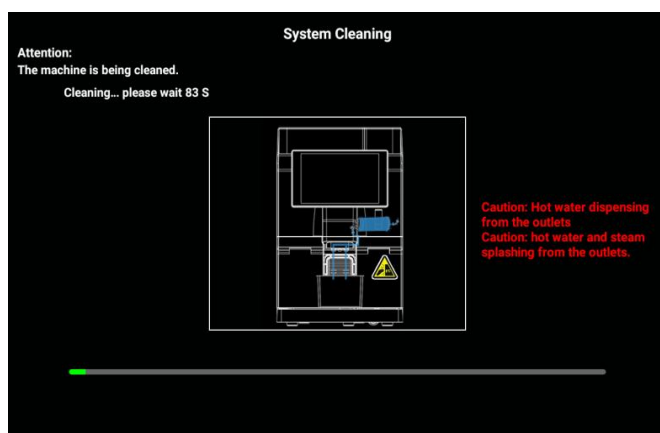 System Cleaning
Attention:
The machine is being cleaned.
Cleaning... please wait 83 S
Caution: Hot water dispensing
from the outlets
Caution: hot water and steam
splashing from the outlets.